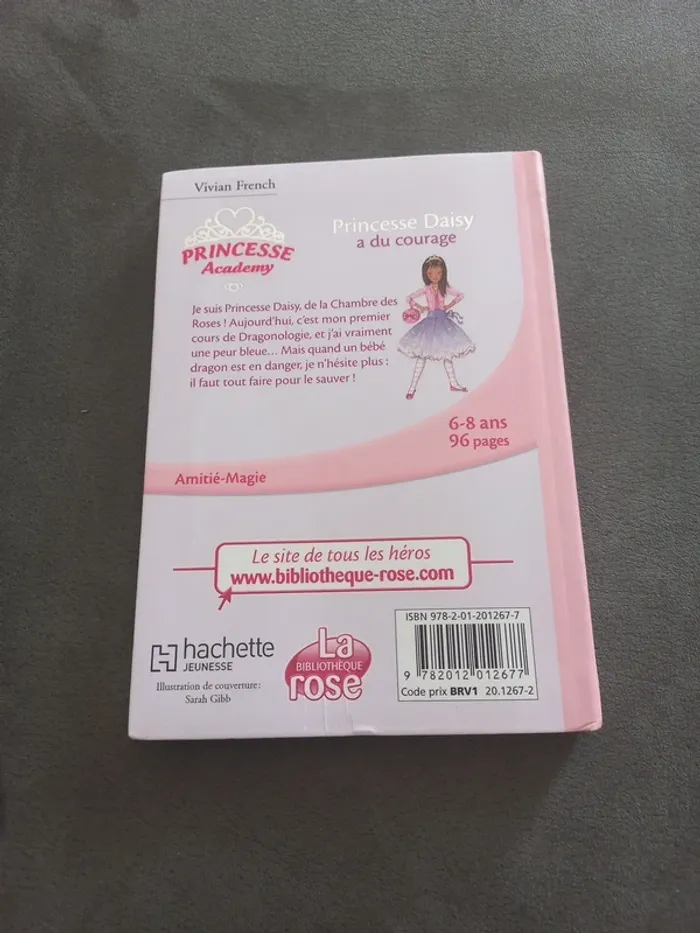 Vivian French
PRINCESSE
Academy
Princesse Daisy
a du courage
Je suis Princesse Daisy, de la Chambre des
Roses ! Aujourd'hui, c'est mon premier
cours de Dragonologie, et j'ai vraiment
une peur bleue... Mais quand un bébé
dragon est en danger, je n'hésite plus :
il faut tout faire pour le sauver !
6-8 ans
96 pages
Amitié-Magie
Le site de tous les héros
www.bibliotheque-rose.com
hachette
JEUNESSE
Illustration de couverture :
Sarah Gibb
La
BIBLIOTHÈQUE
rose
ISBN 978-2-01-201267-7
9 782012 012677
Code prix BRV1 20.1267-2